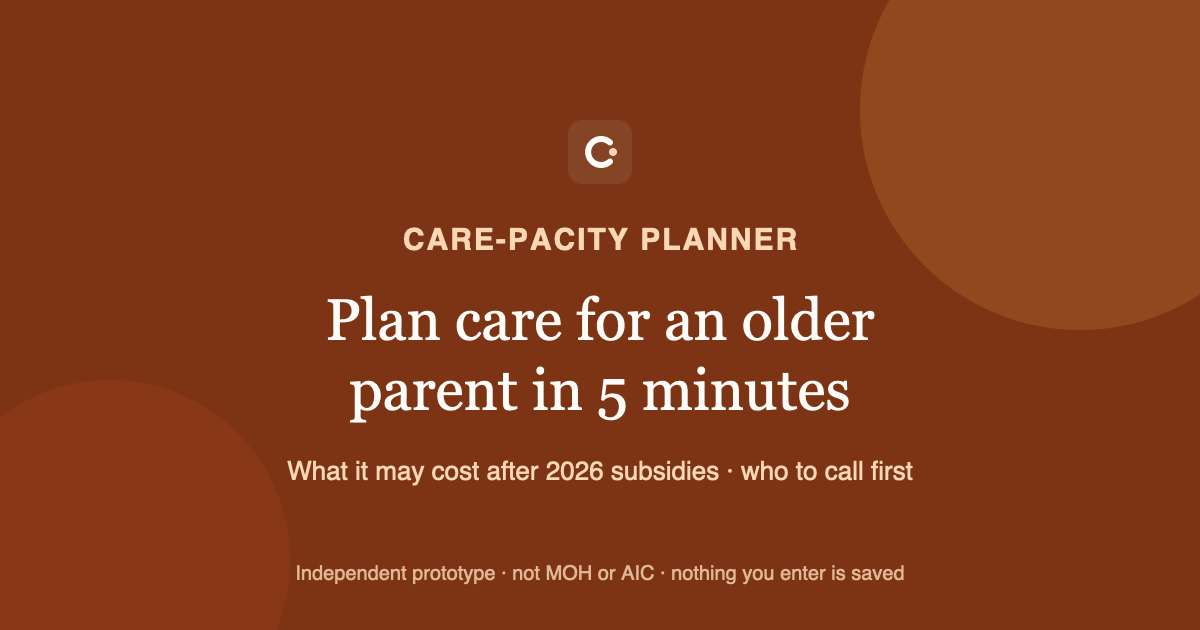 CARE-PACITY PLANNER
Plan care for an older
parent in 5 minutes
What it may cost after 2026 subsidies · who to call first
Independent prototype · not MOH or AIC · nothing you enter is saved